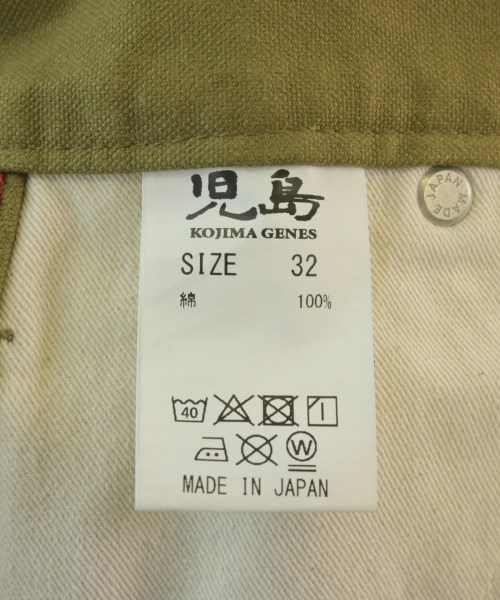 児島
KOJIMA GENES
SIZE 32
綿 100%
40
W
MADE IN JAPAN
JAPAN MADE